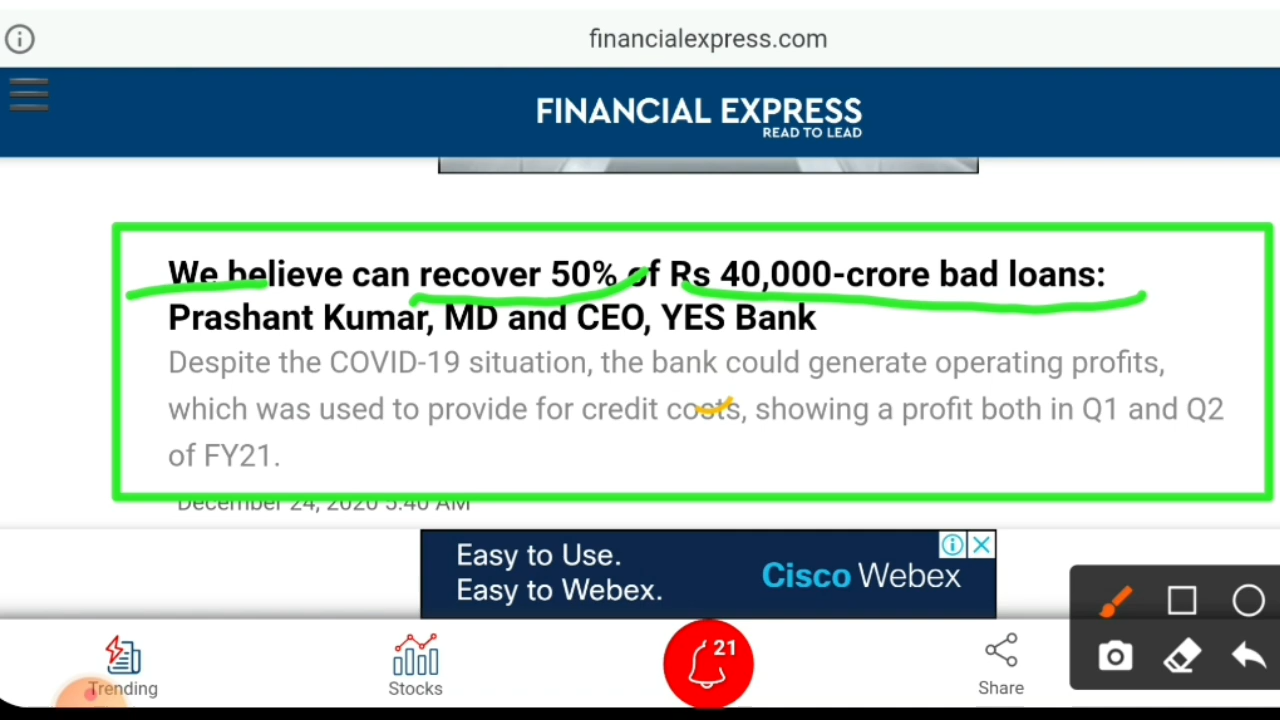 financialexpress.com
FINANCIAL EXPRESS
READ TO LEAD
We believe can recover 50% of Rs 40,000-crore bad loans:
Prashant Kumar, MD and CEO, YES Bank
Despite the COVID-19 situation, the bank could generate operating profits,
which was used to provide for credit costs, showing a profit both in Q1 and Q2
of FY21.
December 24, 2020 5:40 AM
Easy to Use.
Easy to Webex.
Cisco Webex
21
Trending
Stocks
Share